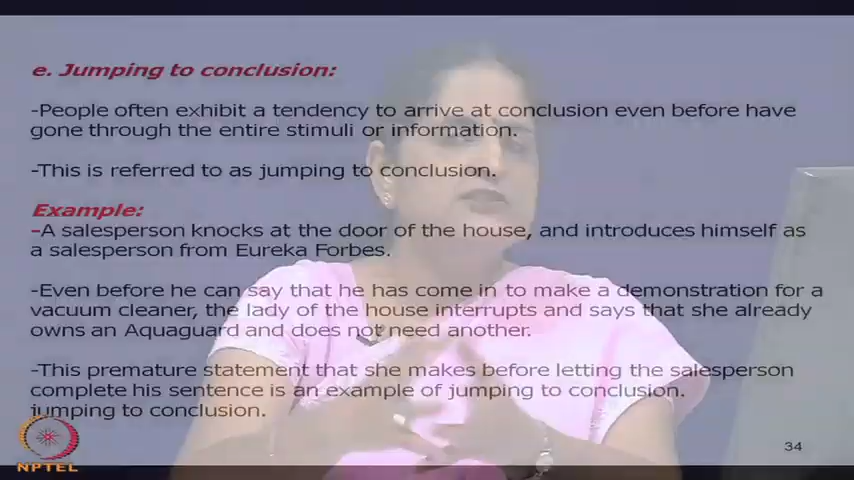 e. Jumping to conclusion:
-People often exhibit a tendency to arrive at conclusion even before have
gone through the entire stimuli or information.
-This is referred to as jumping to conclusion.
Example:
-A salesperson knocks at the door of the house, and introduces himself as
a salesperson from Eureka Forbes.
-Even before he can say that he has come in to make a demonstration for a
vacuum cleaner, the lady of the house interrupts and says that she already
owns an Aquaguard and does not need another.
-This premature statement that she makes before letting the salesperson
complete his sentence is an example of jumping to conclusion.
jumping to conclusion.
34
NPTEL